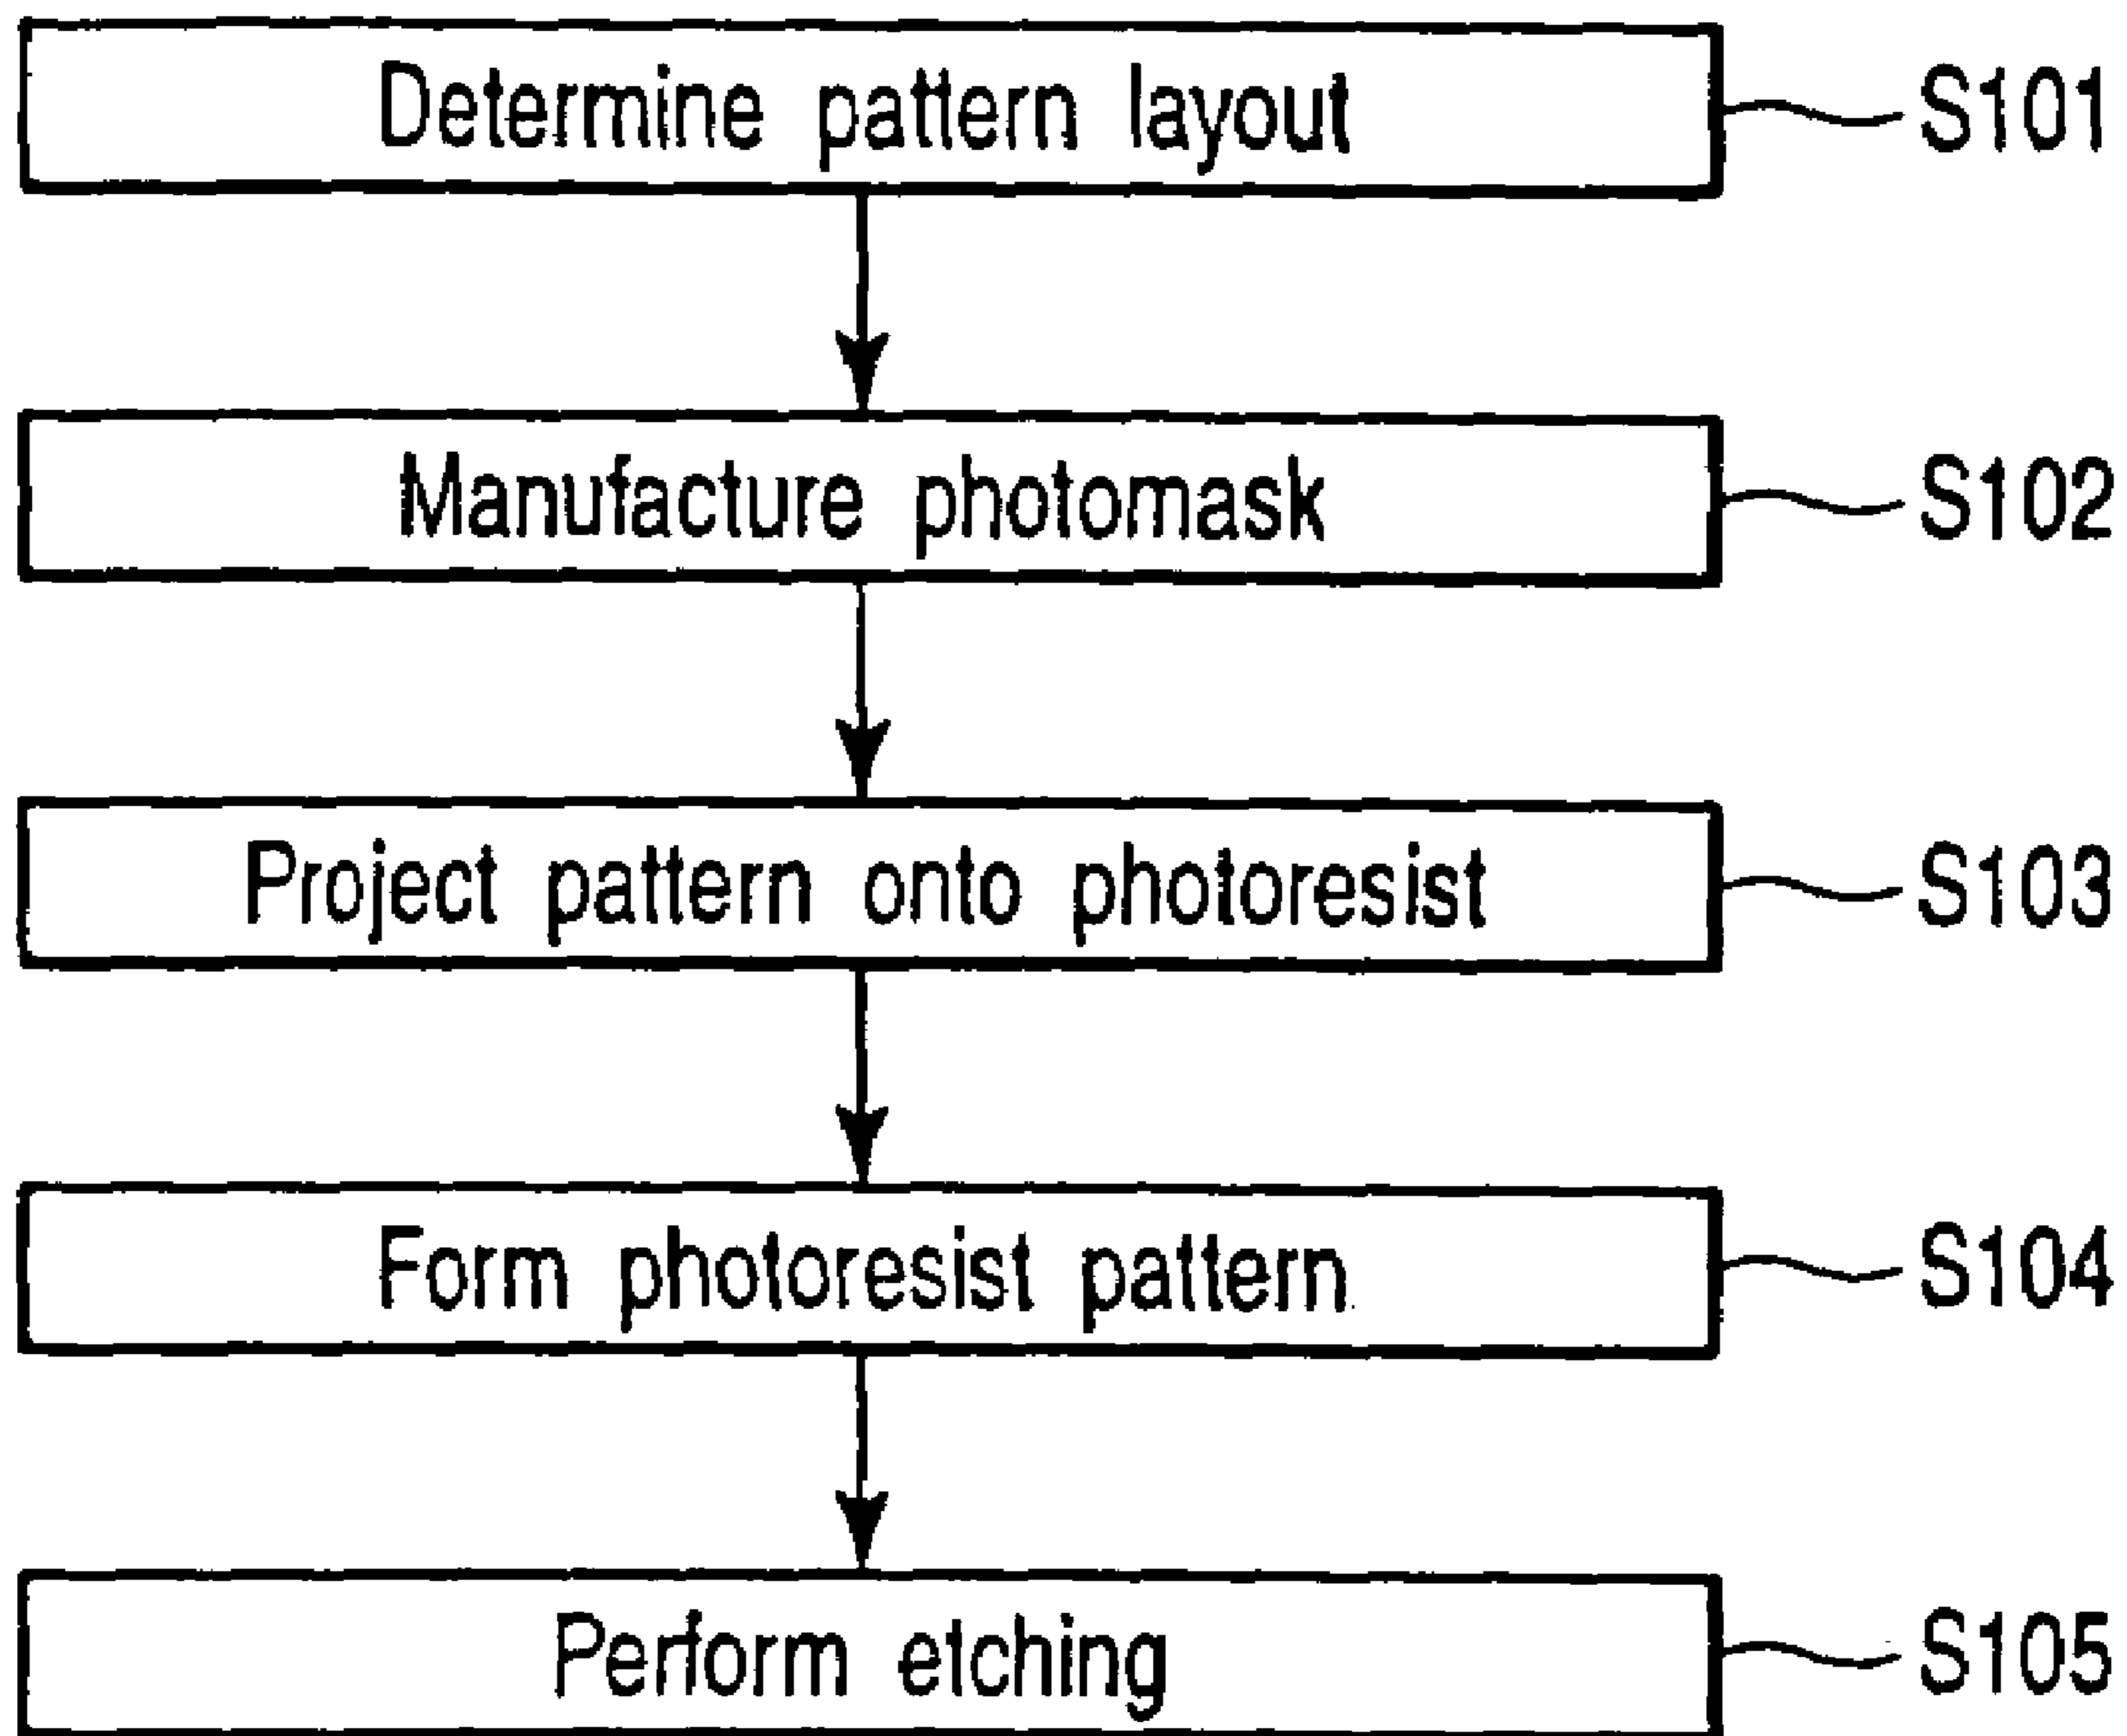 Determine pattern layout S101
Manufacture photomask S102
Project pattern onto photoresist S103
Form photoresist pattern S104
Perform etching S105